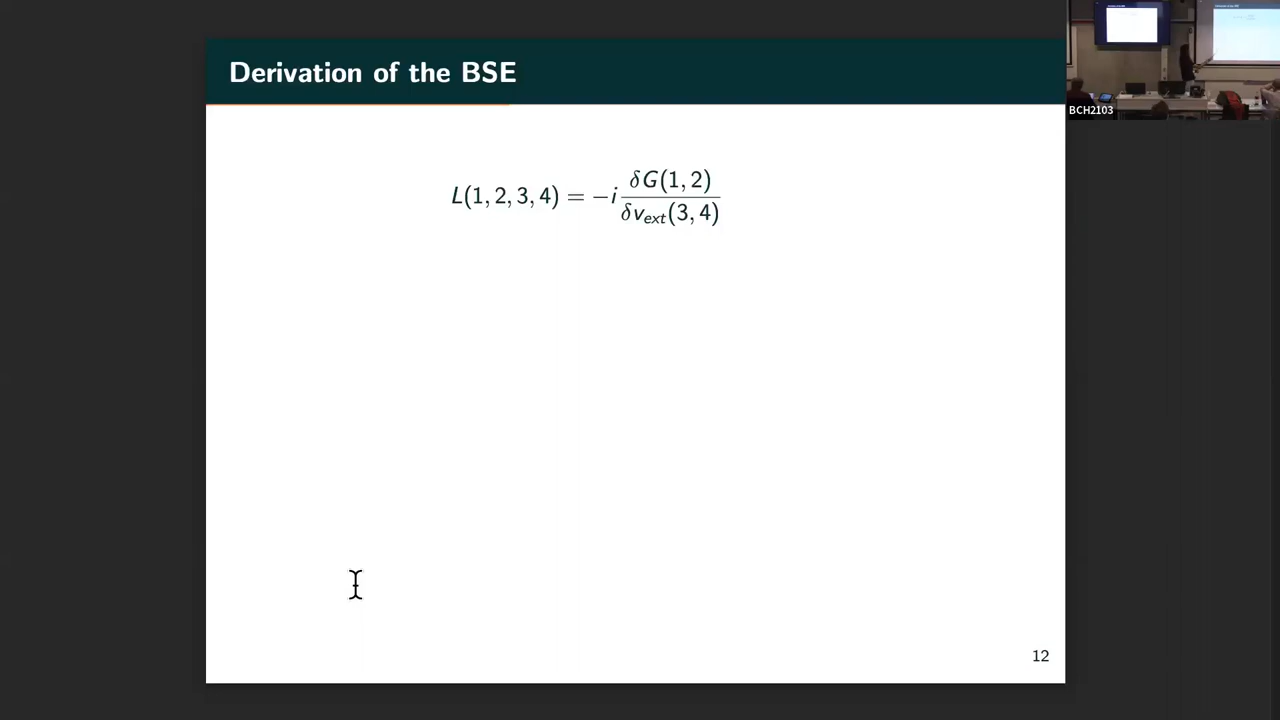 Derivation of the BSE
L(1, 2, 3, 4) = −i δG(1, 2) / δv_ext(3, 4)
12
BCH2103